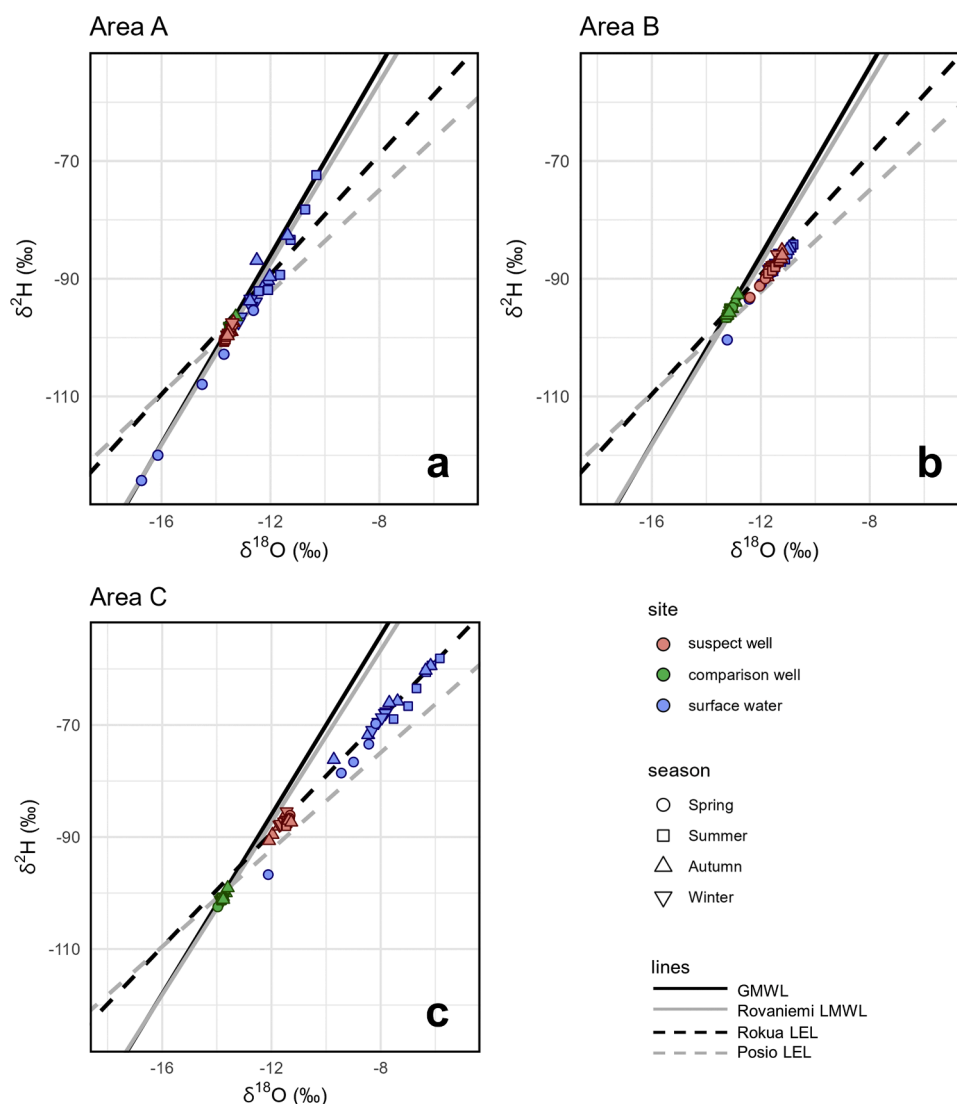 Area A
Area B
-70
-90
-110
δ²H (‰)
a
-16
-12
-8
δ¹⁸O (‰)
-70
-90
-110
δ²H (‰)
b
-16
-12
-8
δ¹⁸O (‰)
Area C
-70
-90
-110
δ²H (‰)
c
-16
-12
-8
δ¹⁸O (‰)
site
suspect well
comparison well
surface water
season
Spring
Summer
Autumn
Winter
lines
GMWL
Rovaniemi LMWL
Rokua LEL
Posio LEL